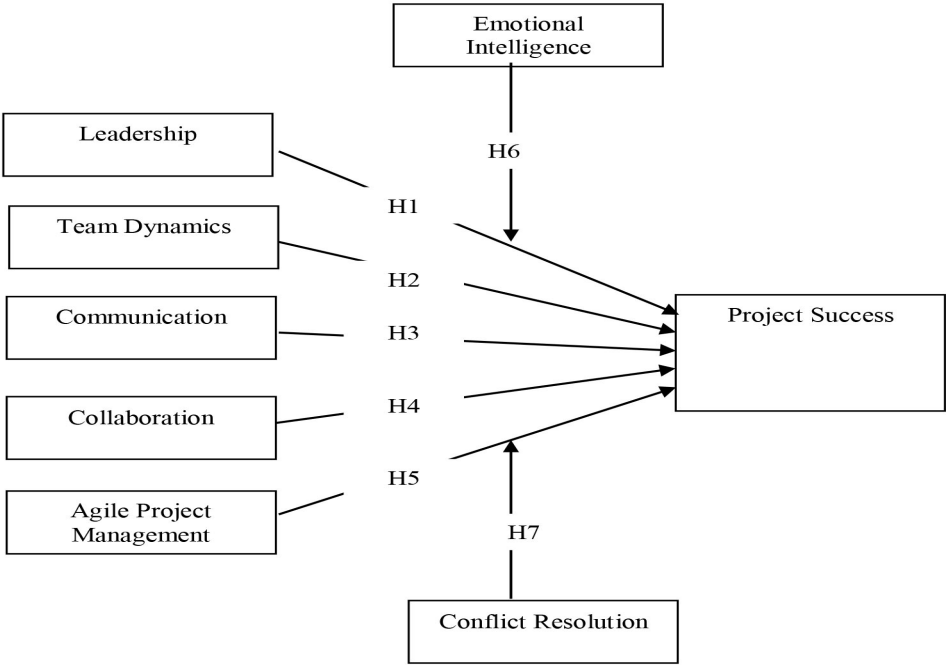 Emotional
Intelligence
Leadership
H6
H1
Team Dynamics
H2
Communication
H3
Project Success
Collaboration
H4
H5
Agile Project
Management
H7
Conflict Resolution